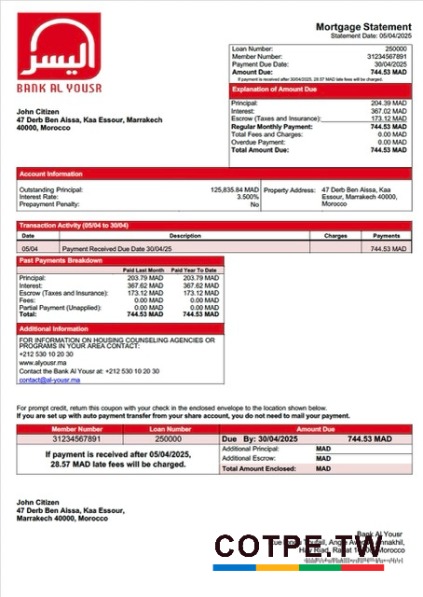 اليسر
BANK AL YOUSR
Mortgage Statement
Statement Date: 05/04/2025
Loan Number: 250000
Member Number: 31234567891
Payment Due Date: 30/04/2025
Amount Due: 744.53 MAD
If payment is received after 30/04/2025, 28.57 MAD late fees will be charged.
John Citizen
47 Derb Ben Aissa, Kaa Essour, Marrakech
40000, Morocco
Explanation of Amount Due
Principal: 204.39 MAD
Interest: 367.02 MAD
Escrow (Taxes and Insurance): 173.12 MAD
Regular Monthly Payment: 744.53 MAD
Total Fees and Charges: 0.00 MAD
Overdue Payment: 0.00 MAD
Total Amount Due: 744.53 MAD
Account Information
Outstanding Principal: 125,835.84 MAD
Interest Rate: 3.500%
Prepayment Penalty: No
Property Address: 47 Derb Ben Aissa, Kaa
Essour, Marrakech 40000,
Morocco
Transaction Activity (05/04 to 30/04)
Date Description Charges Payments
05/04 Payment Received Due Date 30/04/25 744.53 MAD
Past Payments Breakdown
Paid Last Month Paid Year To Date
Principal: 203.79 MAD 203.79 MAD
Interest: 367.62 MAD 367.62 MAD
Escrow (Taxes and Insurance): 173.12 MAD 173.12 MAD
Fees: 0.00 MAD 0.00 MAD
Partial Payment (Unapplied): 0.00 MAD 0.00 MAD
Total: 744.53 MAD 744.53 MAD
Additional Information
FOR INFORMATION ON HOUSING COUNSELING AGENCIES OR
PROGRAMS IN YOUR AREA CONTACT:
+212 530 10 20 30
www.alyousr.ma
Contact the Bank Al Yousr at: +212 530 10 20 30
contact@al-yousr.ma
For prompt credit, return this coupon with your check in the enclosed envelope to the location shown below.
If you are set up with auto payment transfer from your share account, you do not need to mail your payment.
Member Number Loan Number Amount Due
31234567891 250000 Due By: 30/04/2025 744.53 MAD
If payment is received after 05/04/2025,
28.57 MAD late fees will be charged.
Additional Principal: MAD
Additional Escrow: MAD
Total Amount Enclosed: MAD
John Citizen
47 Derb Ben Aissa, Kaa Essour,
Marrakech 40000, Morocco
Bank Al Yousr
Morocco
COTPE.TW